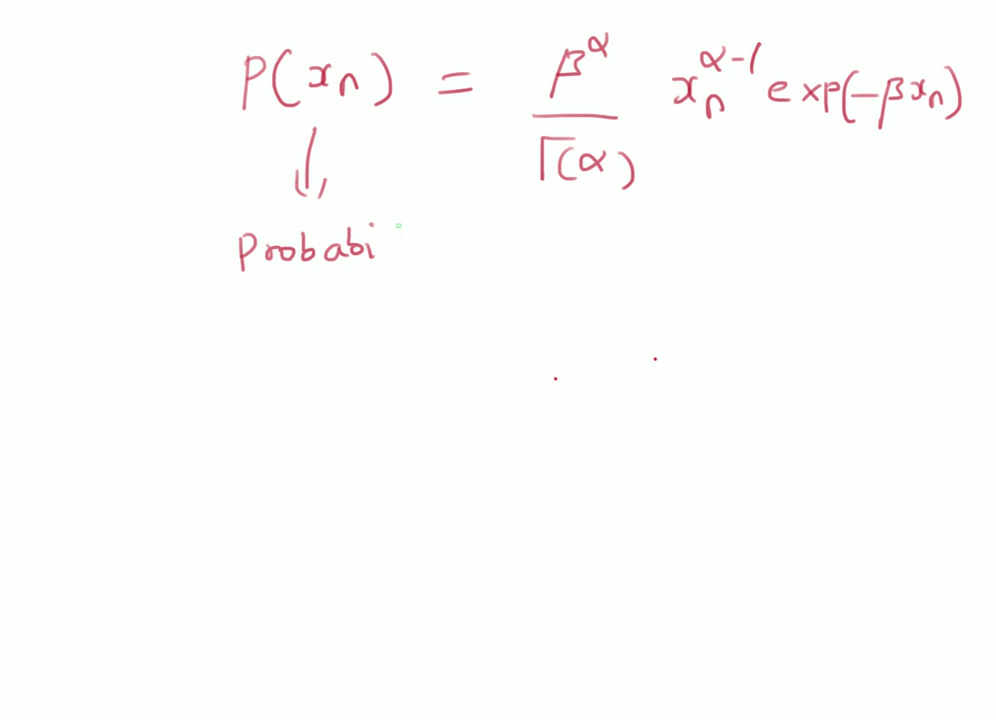 P(xₙ) = β^α / Γ(α) xₙ^(α-1) exp(-βxₙ)
Probabi